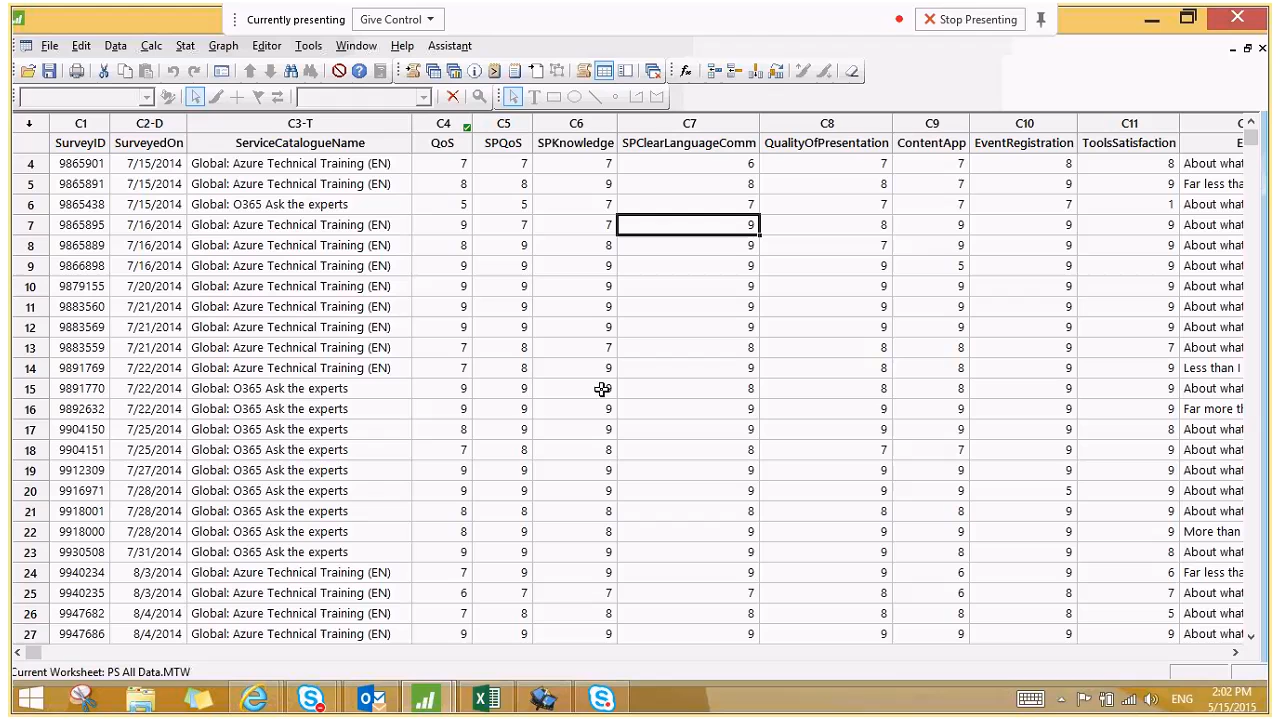 Currently presenting Give Control Stop Presenting
File Edit Data Calc Stat Graph Editor Tools Window Help Assistant
C1 C2-D C3-T C4 C5 C6 C7 C8 C9 C10 C11
SurveyID SurveyedOn ServiceCatalogueName QoS SPQoS SPKnowledge SPClearLanguageComm QualityOfPresentation ContentApp EventRegistration ToolsSatisfaction
4 9865901 7/15/2014 Global: Azure Technical Training (EN) 7 7 7 6 7 7 8 8 About what
5 9865891 7/15/2014 Global: Azure Technical Training (EN) 8 8 9 8 8 7 9 9 Far less tha
6 9865438 7/15/2014 Global: O365 Ask the experts 5 5 7 7 7 7 7 1 About what
7 9865895 7/16/2014 Global: Azure Technical Training (EN) 9 7 7 9 8 9 9 9 About what
8 9865889 7/16/2014 Global: Azure Technical Training (EN) 8 9 8 9 7 9 9 9 About what
9 9866898 7/16/2014 Global: Azure Technical Training (EN) 9 9 9 9 9 5 9 9 About what
10 9879155 7/20/2014 Global: Azure Technical Training (EN) 9 9 9 9 9 9 9 9 About what
11 9883560 7/21/2014 Global: Azure Technical Training (EN) 9 9 9 9 9 9 9 9 About what
12 9883569 7/21/2014 Global: Azure Technical Training (EN) 9 9 9 9 9 9 9 9 About what
13 9883559 7/21/2014 Global: Azure Technical Training (EN) 7 8 7 8 8 8 9 7 About what
14 9891769 7/22/2014 Global: Azure Technical Training (EN) 7 8 9 9 8 8 9 9 Less than I
15 9891770 7/22/2014 Global: O365 Ask the experts 9 9 8 8 8 9 9 About what
16 9892632 7/22/2014 Global: O365 Ask the experts 9 9 9 9 9 9 9 9 Far more th
17 9904150 7/25/2014 Global: O365 Ask the experts 8 9 9 9 9 9 9 8 About what
18 9904151 7/25/2014 Global: O365 Ask the experts 7 8 8 8 7 7 9 9 About what
19 9912309 7/27/2014 Global: O365 Ask the experts 9 9 9 9 9 9 9 9 About what
20 9916971 7/28/2014 Global: O365 Ask the experts 9 9 9 9 9 9 5 9 About what
21 9918001 7/28/2014 Global: O365 Ask the experts 8 8 8 8 8 8 8 9 About what
22 9918000 7/28/2014 Global: O365 Ask the experts 8 9 8 9 9 9 9 9 More than
23 9930508 7/31/2014 Global: O365 Ask the experts 9 9 9 9 9 8 9 8 About what
24 9940234 8/3/2014 Global: Azure Technical Training (EN) 7 9 9 9 9 6 9 6 Far less tha
25 9940235 8/3/2014 Global: Azure Technical Training (EN) 6 7 7 7 8 6 8 7 About what
26 9947682 8/4/2014 Global: Azure Technical Training (EN) 7 8 8 8 8 8 8 5 About what
27 9947686 8/4/2014 Global: Azure Technical Training (EN) 9 9 9 9 9 9 9 9 About what
Current Worksheet: PS All Data.MTW
ENG 2:02 PM
5/15/2015